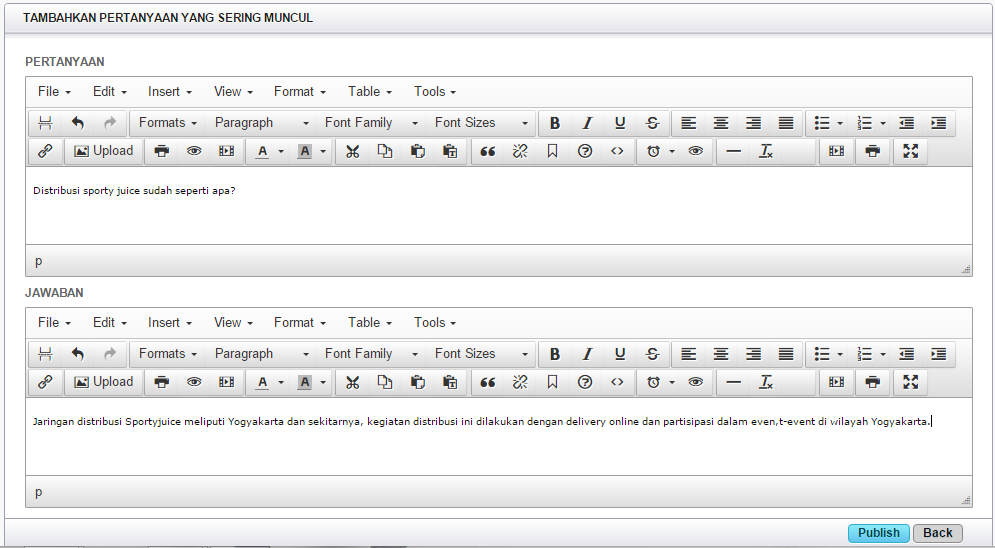 TAMBAHKAN PERTANYAAN YANG SERING MUNCUL
PERTANYAAN
File Edit Insert View Format Table Tools
Formats Paragraph Font Family Font Sizes B I U S
Upload A A
Distribusi sporty juice sudah seperti apa?
p
JAWABAN
File Edit Insert View Format Table Tools
Formats Paragraph Font Family Font Sizes B I U S
Upload A A
Jaringan distribusi Sportyjuice meliputi Yogyakarta dan sekitarnya, kegiatan distribusi ini dilakukan dengan delivery online dan partisipasi dalam even,t-event di wilayah Yogyakarta.
p
Publish Back